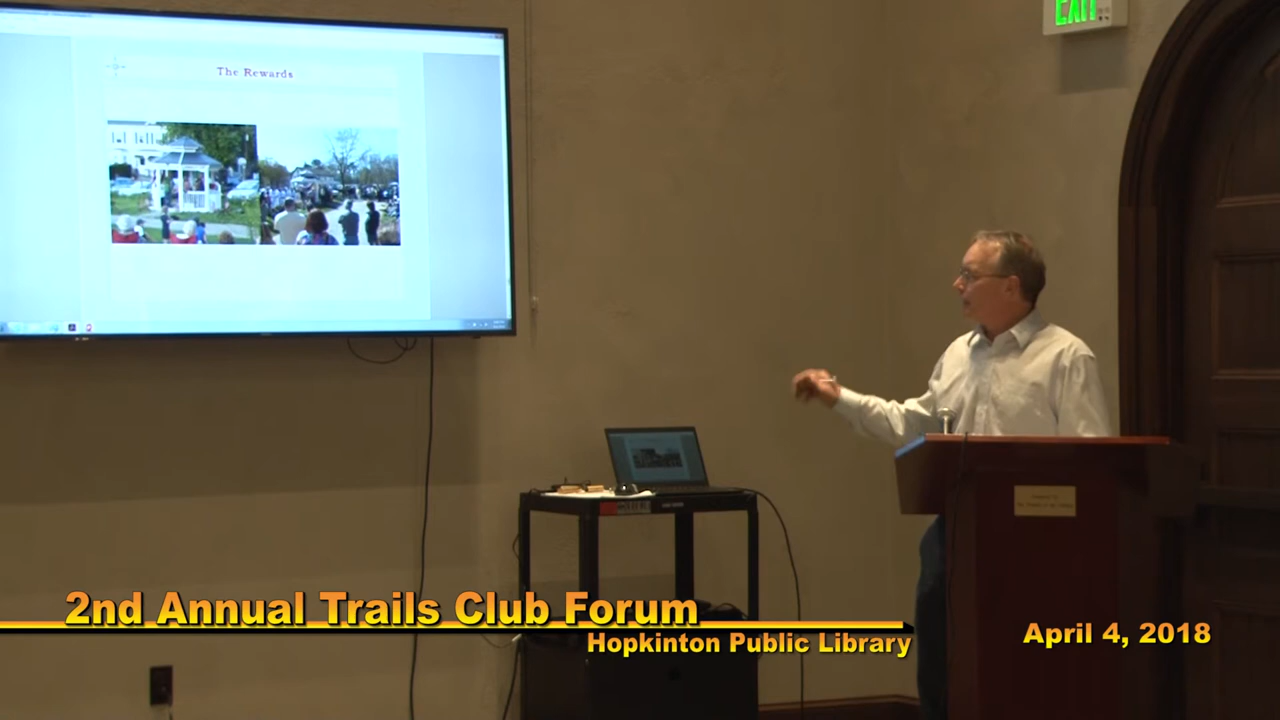 EXIT
The Rewards
2nd Annual Trails Club Forum
Hopkinton Public Library
April 4, 2018